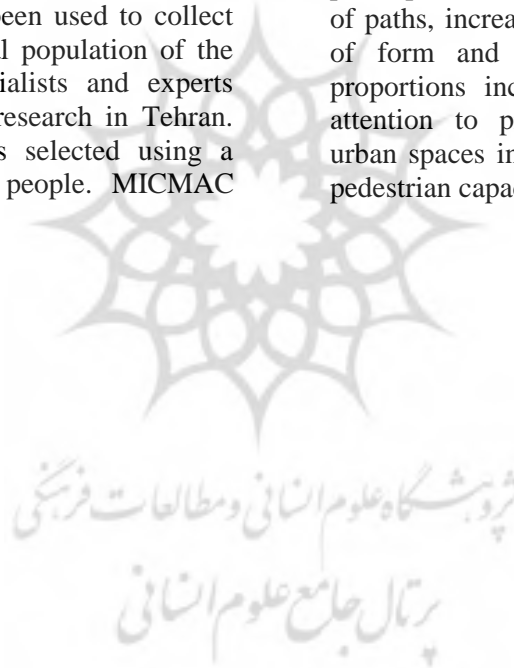 een used to collect
l population of the
ialists and experts
research in Tehran.
s selected using a
people. MICMAC
of paths, increa
of form and
proportions inc
attention to p
urban spaces in
pedestrian capac
پژوهشگاه علوم انسانی و مطالعات فرهنگی
پرتال جامع علوم انسانی